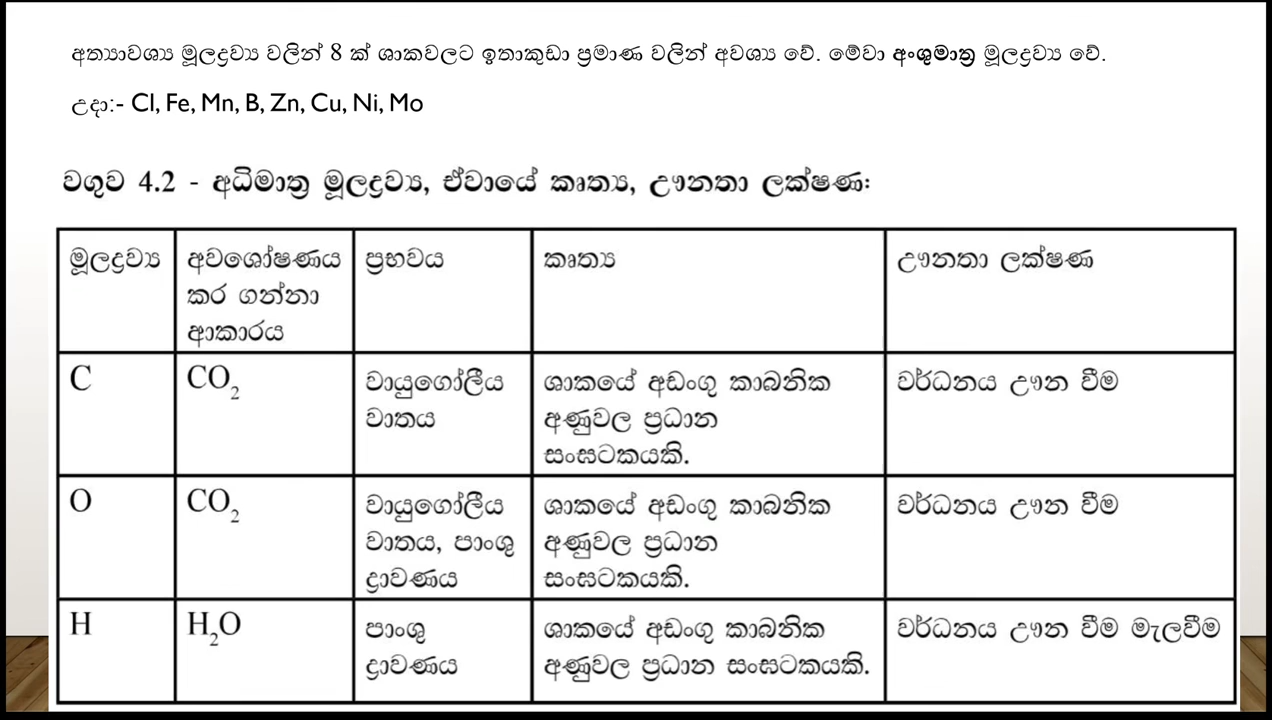 අත්‍යාවශ්‍ය මූලද්‍රව්‍ය වලින් 8 ක් ශාකවලට ඉතාකුඩා ප්‍රමාණ වලින් අවශ්‍ය වේ. මේවා අංශුමාත්‍ර මූලද්‍රව්‍ය වේ.
උදා:- Cl, Fe, Mn, B, Zn, Cu, Ni, Mo
වගුව 4.2 - අධිමාත්‍ර මූලද්‍රව්‍ය, ඒවායේ කෘත්‍ය, ඌනතා ලක්ෂණ:
මූලද්‍රව්‍ය
අවශෝෂණය
කර ගන්නා
ආකාරය
ප්‍රභවය
කෘත්‍ය
ඌනතා ලක්ෂණ
C
CO₂
වායුගෝලීය
වාතය
ශාකයේ අඩංගු කාබනික
අණුවල ප්‍රධාන
සංඝටකයකි.
වර්ධනය ඌන වීම
O
CO₂
වායුගෝලීය
වාතය, පාංශු
ද්‍රාවණය
ශාකයේ අඩංගු කාබනික
අණුවල ප්‍රධාන
සංඝටකයකි.
වර්ධනය ඌන වීම
H
H₂O
පාංශු
ද්‍රාවණය
ශාකයේ අඩංගු කාබනික
අණුවල ප්‍රධාන සංඝටකයකි.
වර්ධනය ඌන වීම මැලවීම